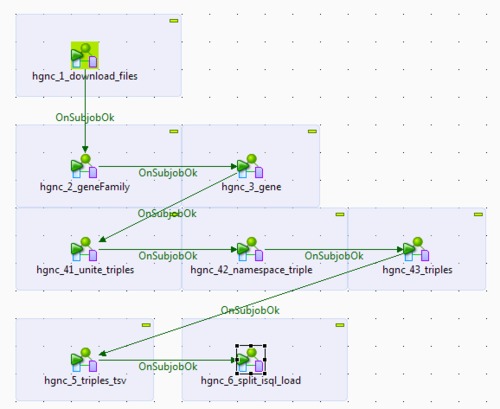 hgnc_1_download_files
OnSubjobOk
hgnc_2_geneFamily
OnSubjobOk
hgnc_3_gene
OnSubjobOk
hgnc_41_unite_triples
OnSubjobOk
hgnc_42_namespace_triple
OnSubjobOk
hgnc_43_triples
OnSubjobOk
hgnc_5_triples_tsv
OnSubjobOk
hgnc_6_split_isql_load